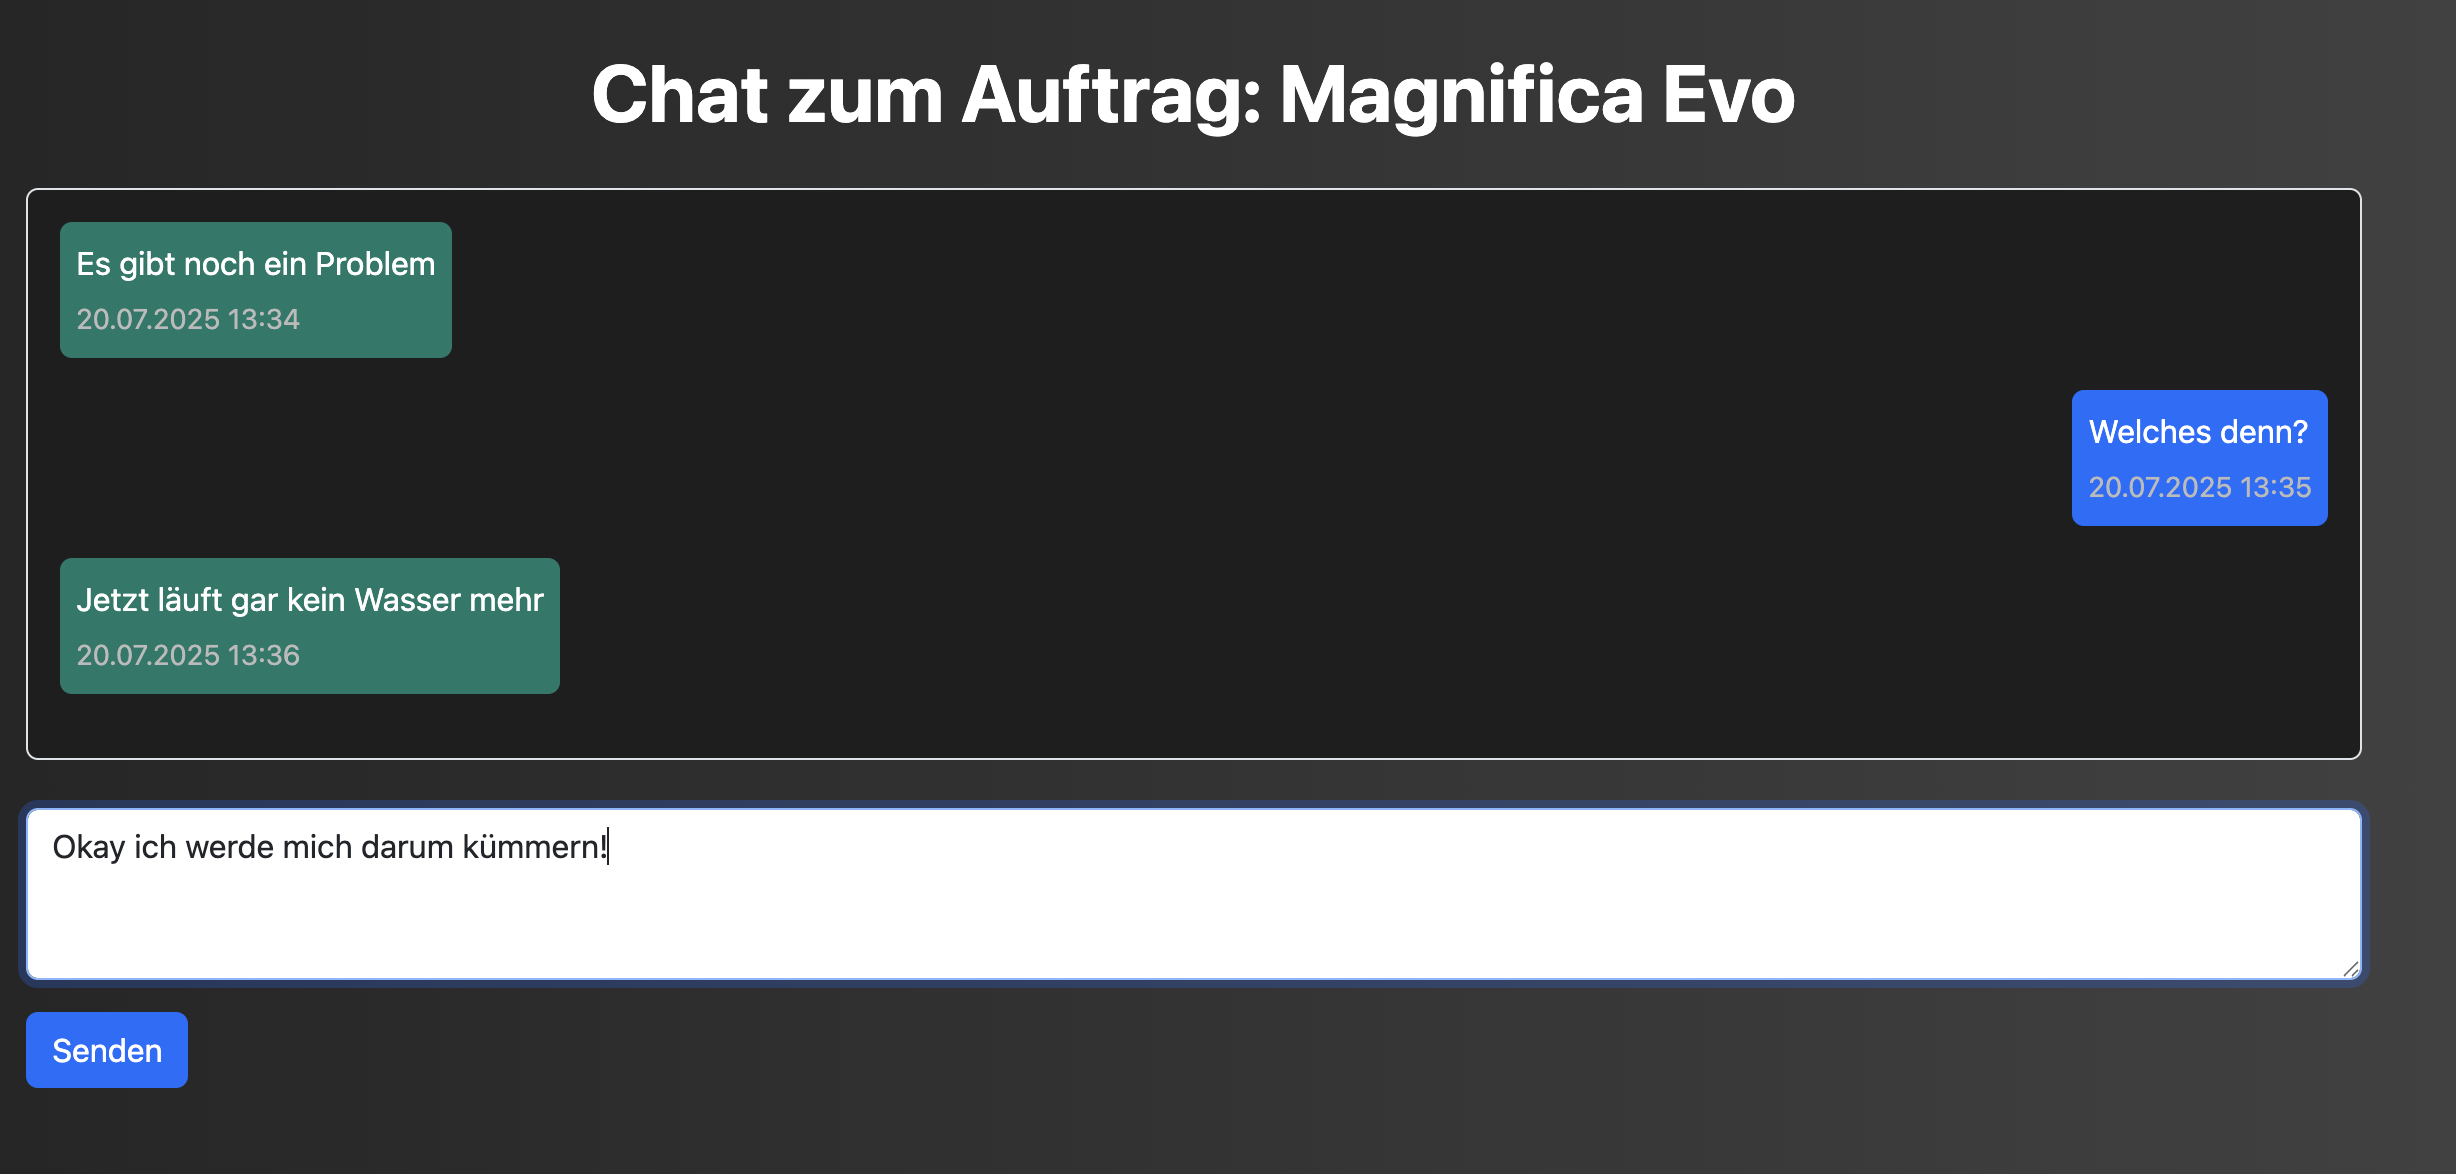 Chat zum Auftrag: Magnifica Evo
Es gibt noch ein Problem
20.07.2025 13:34
Welches denn?
20.07.2025 13:35
Jetzt läuft gar kein Wasser mehr
20.07.2025 13:36
Okay ich werde mich darum kümmern!
Senden